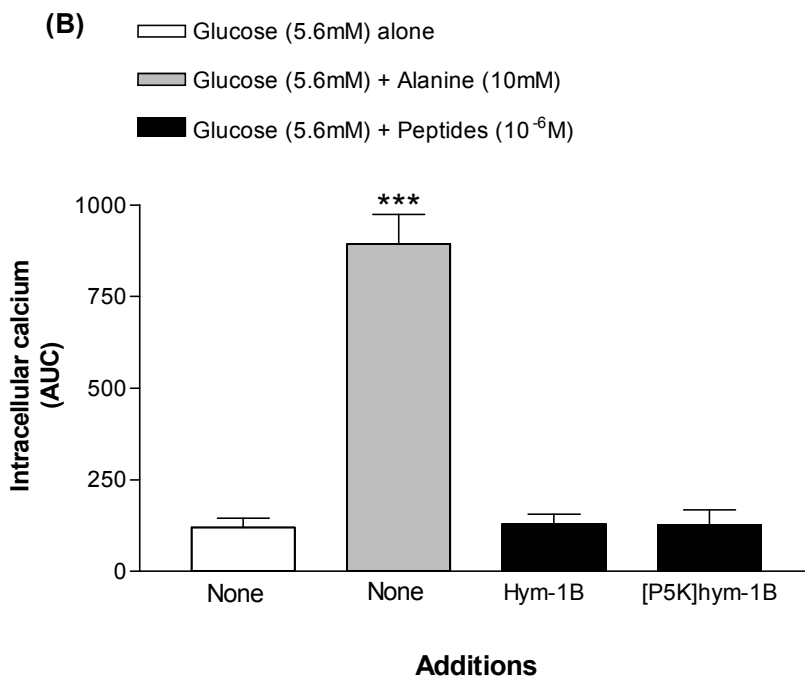 (B)
Glucose (5.6mM) alone
Glucose (5.6mM) + Alanine (10mM)
Glucose (5.6mM) + Peptides (10⁻⁶M)
Intracellular calcium
(AUC)
1000
750
500
250
0
***
None
None
Hym-1B
[P5K]hym-1B
Additions